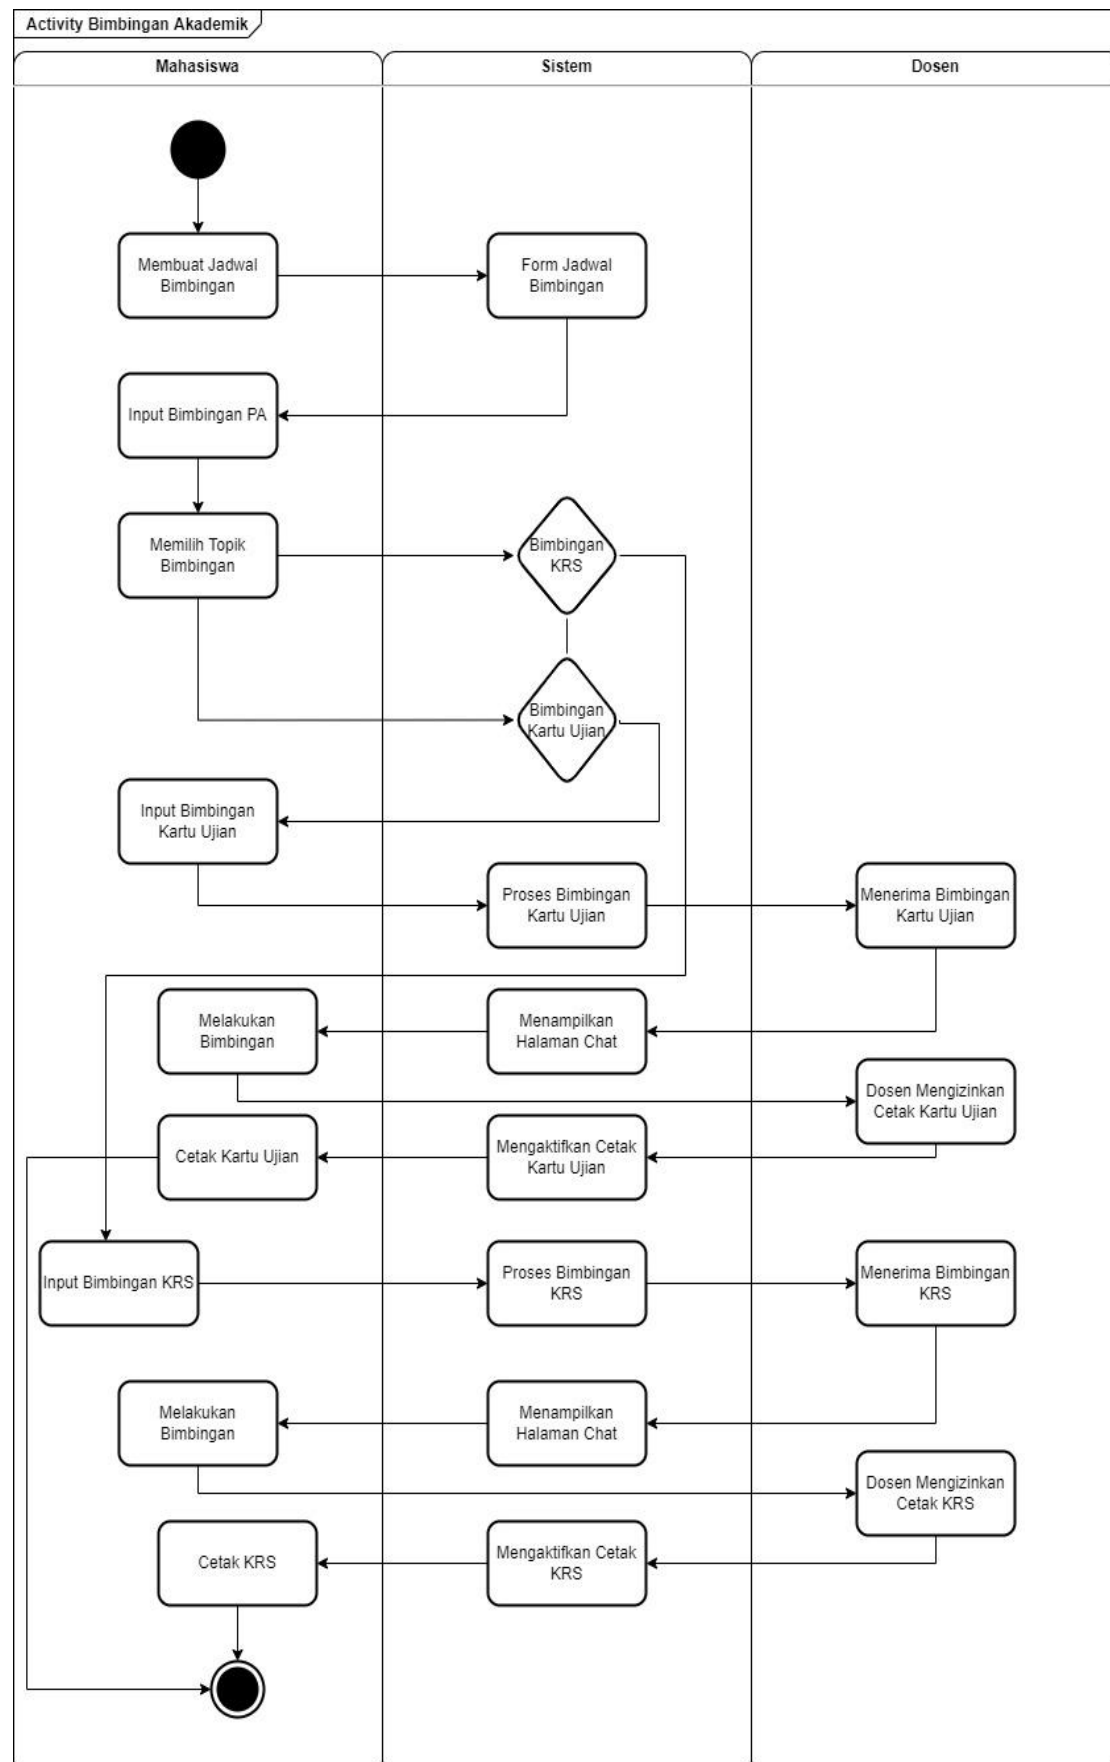 Activity Bimbingan Akademik
Mahasiswa
Sistem
Dosen
Membuat Jadwal
Bimbingan
Form Jadwal
Bimbingan
Input Bimbingan PA
Memilih Topik
Bimbingan
Bimbingan
KRS
Bimbingan
Kartu Ujian
Input Bimbingan
Kartu Ujian
Proses Bimbingan
Kartu Ujian
Menerima Bimbingan
Kartu Ujian
Melakukan
Bimbingan
Menampilkan
Halaman Chat
Dosen Mengizinkan
Cetak Kartu Ujian
Cetak Kartu Ujian
Mengaktifkan Cetak
Kartu Ujian
Input Bimbingan KRS
Proses Bimbingan
KRS
Menerima Bimbingan
KRS
Melakukan
Bimbingan
Menampilkan
Halaman Chat
Dosen Mengizinkan
Cetak KRS
Cetak KRS
Mengaktifkan Cetak
KRS